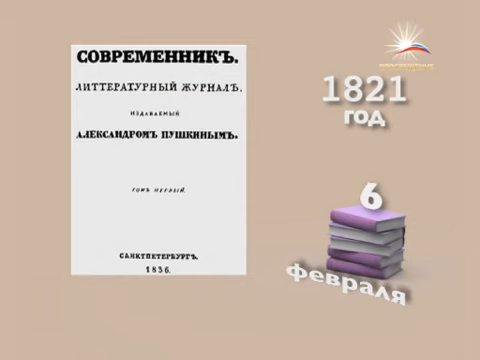 СОВРЕМЕННИКЪ.
ЛИТТЕРАТУРНЫЙ ЖУРНАЛЪ,
ИЗДАВАЕМЫЙ
АЛЕКСАНДРОМЪ ПУШКИНЫМЪ.
ТОМЪ ПЕРВЫЙ.
САНКТПЕТЕРБУРГЪ.
1836.
1821
год
6
февраля